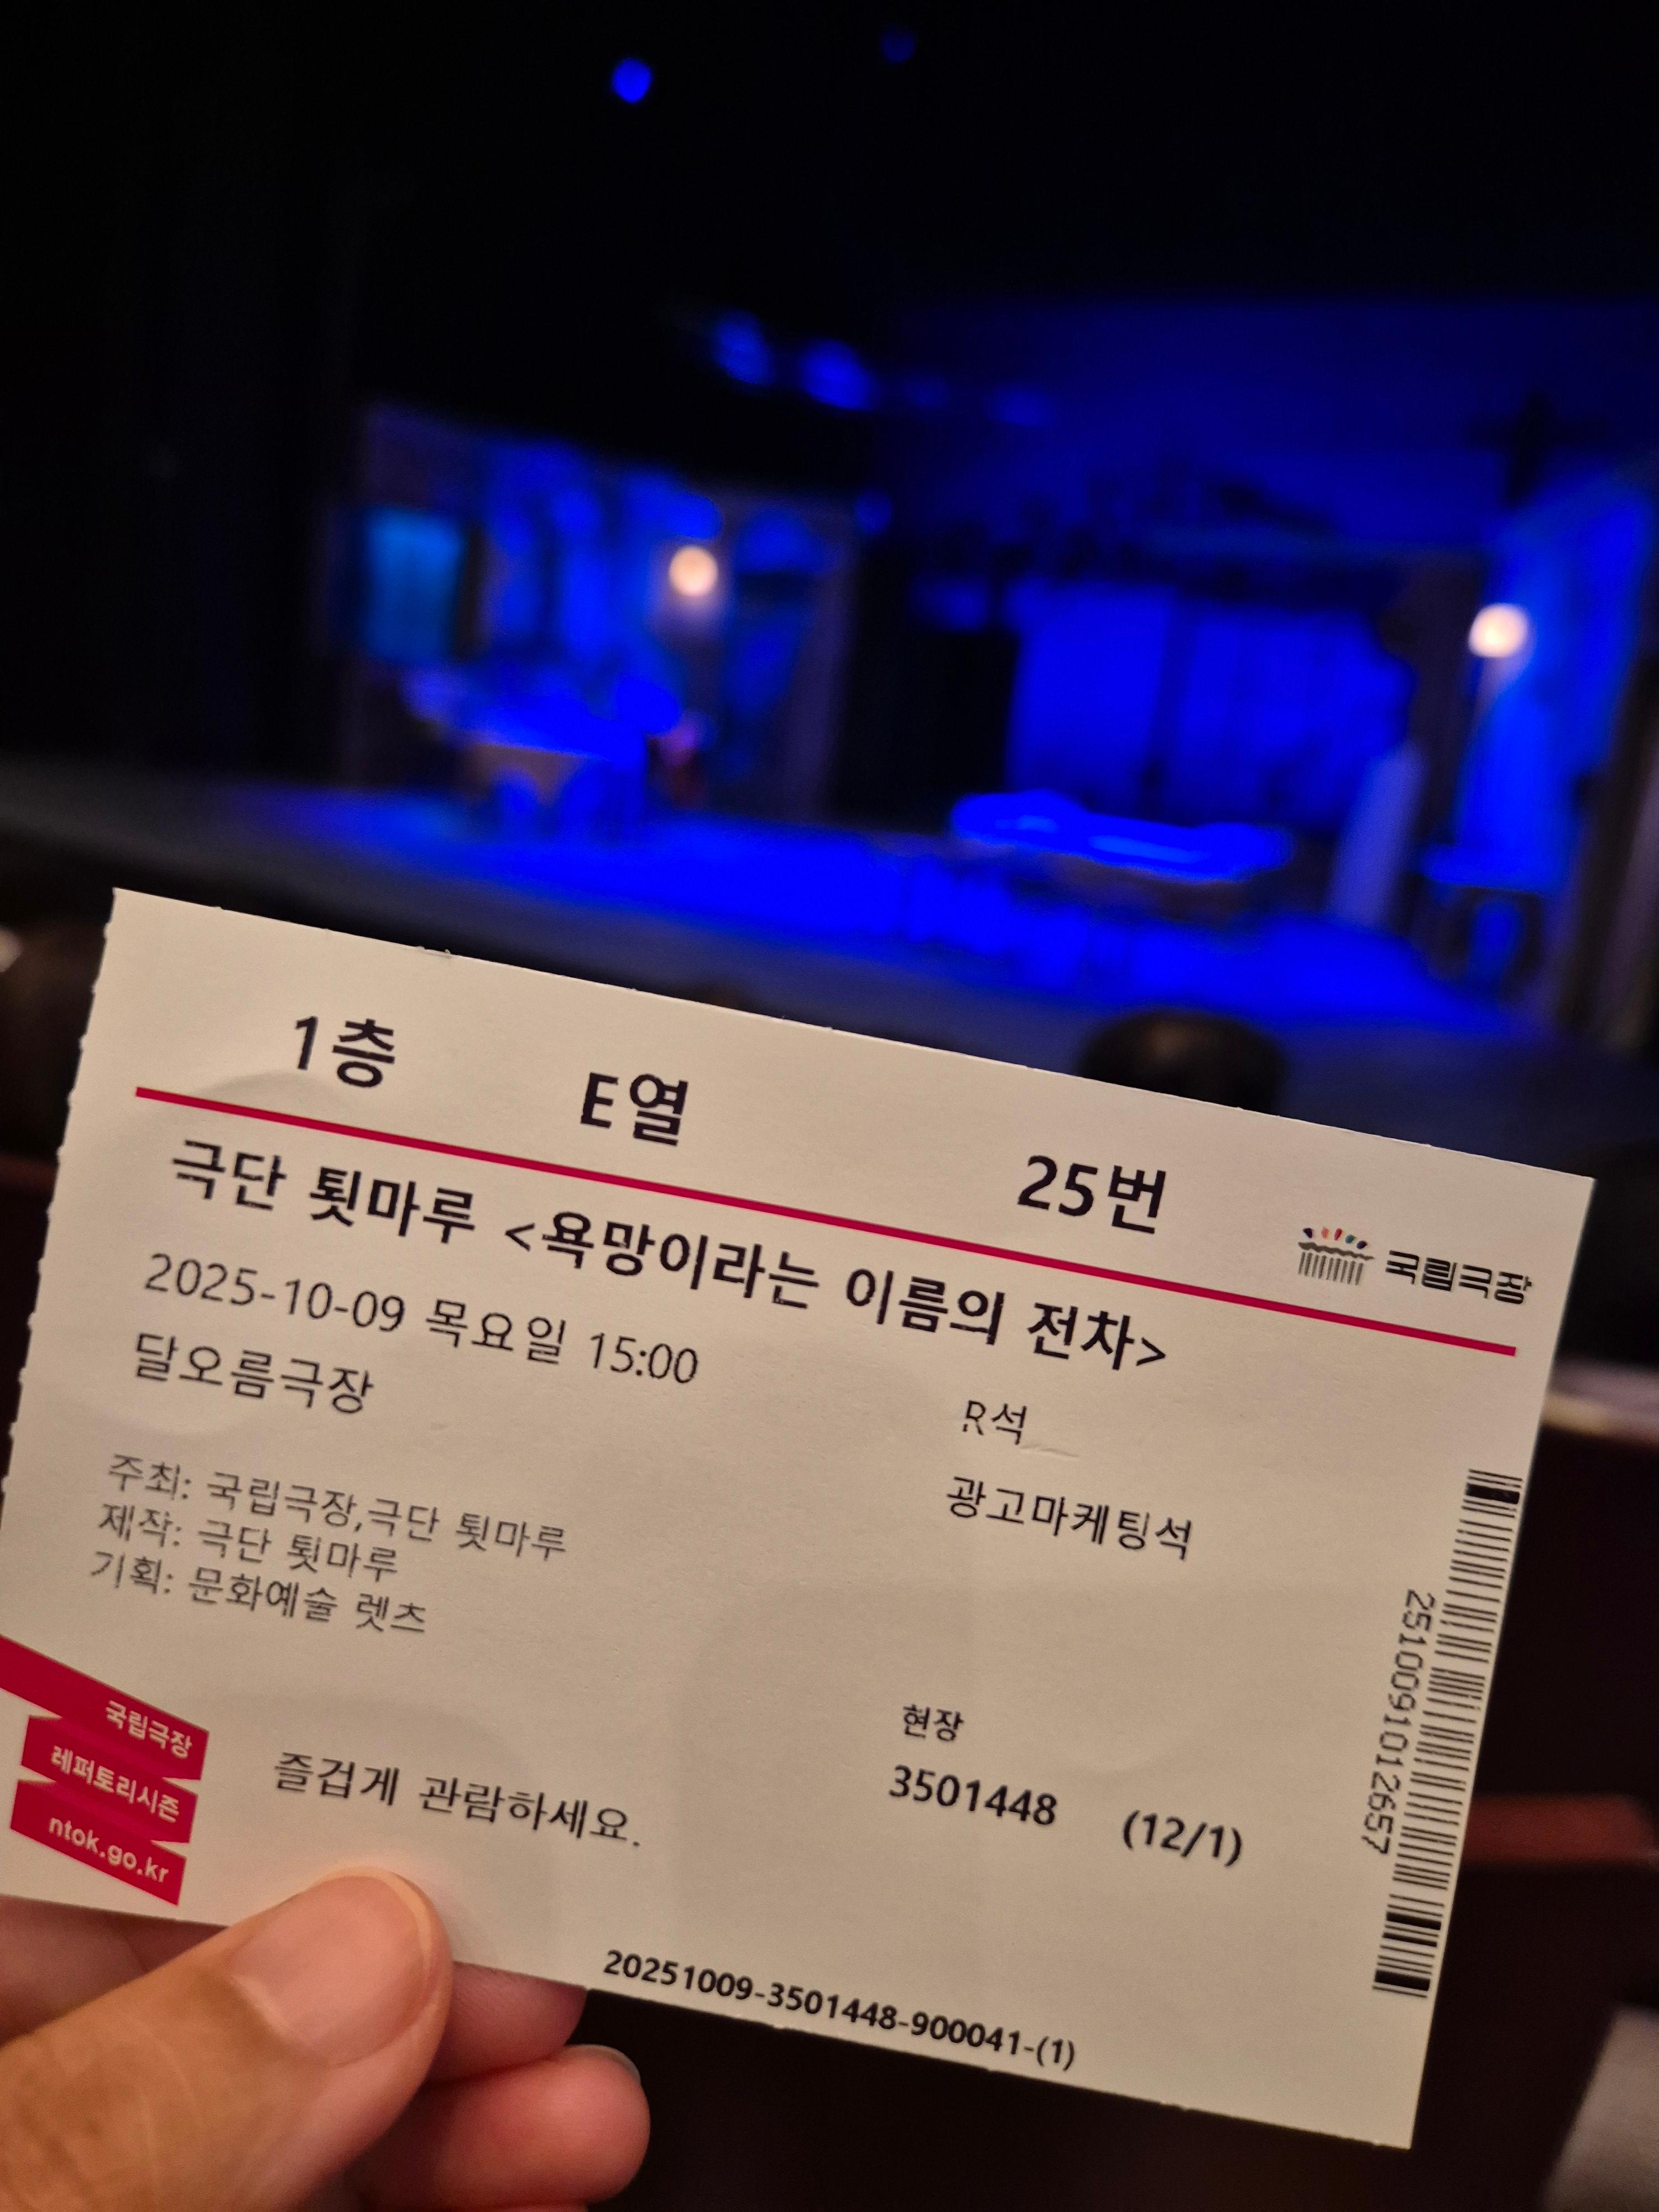 1층 E열 25번
국립극장
극단 툇마루 <욕망이라는 이름의 전차>
2025-10-09 목요일 15:00
달오름극장
R석
광고마케팅석
주최: 국립극장,극단 툇마루
제작: 극단 툇마루
기획: 문화예술 렛츠
국립극장
레퍼토리시즌
ntok.go.kr
즐겁게 관람하세요.
현장
3501448 (12/1)
2510091012657
20251009-3501448-900041-(1)